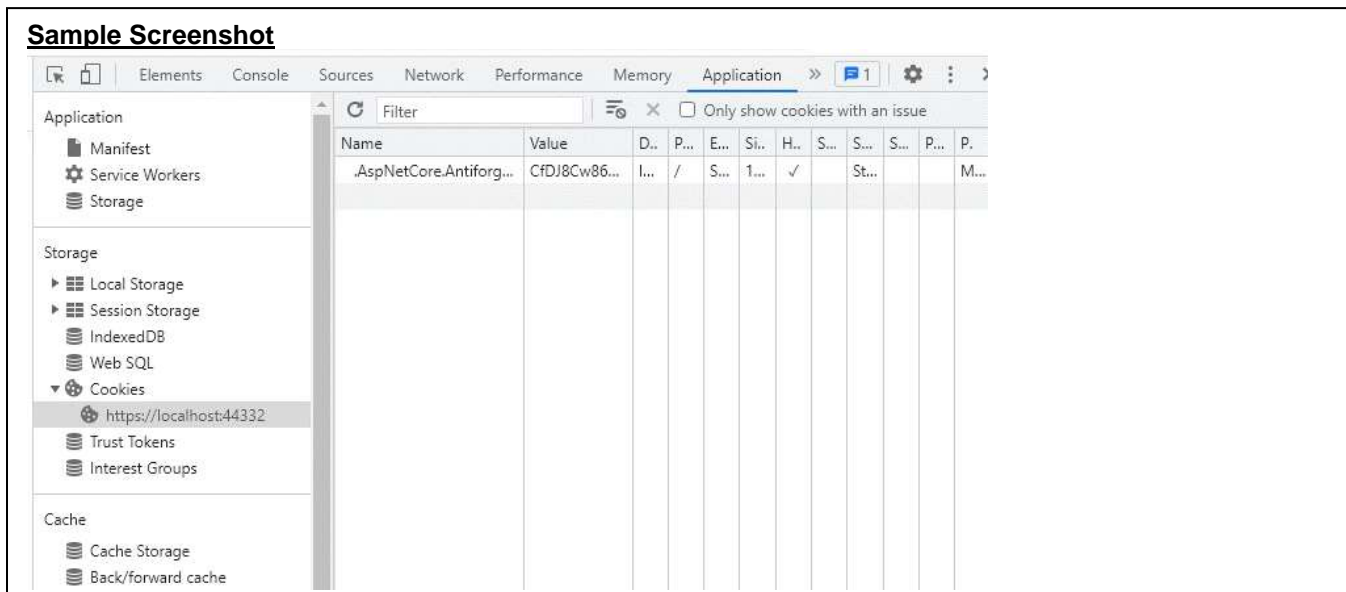 Sample Screenshot
Elements Console Sources Network Performance Memory Application » 1
Application
Manifest
Service Workers
Storage
Storage
Local Storage
Session Storage
IndexedDB
Web SQL
Cookies
https://localhost:44332
Trust Tokens
Interest Groups
Cache
Cache Storage
Back/forward cache
Filter Only show cookies with an issue
Name Value D.. P... E... Si.. H.. S... S... S... P... P.
.AspNetCore.Antiforg... CfDJ8Cw86... l... / S... 1... ✓ St... M...